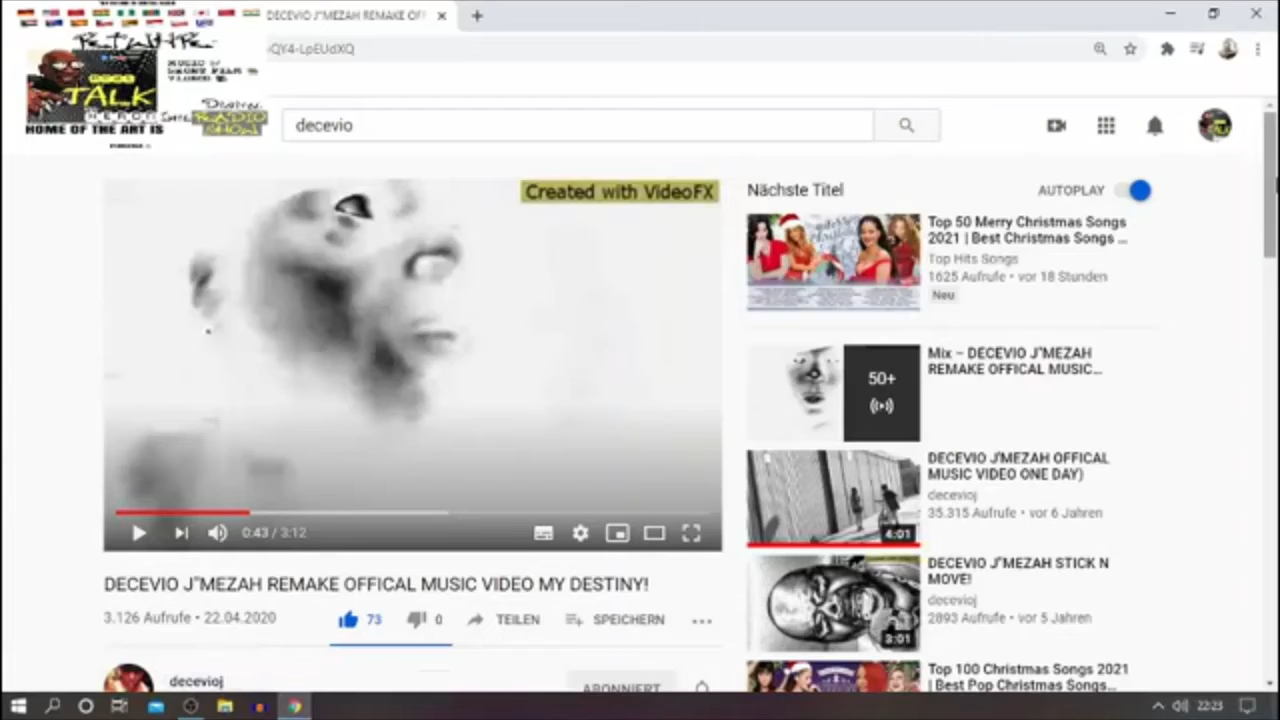 DECEVIO J"MEZAH REMAKE OF
QY4-LpEUdXQ
TALK
HERO
HOME OF THE ART IS
RADIO
SHOW
decevio
Created with VideoFX
0:43 / 3:12
DECEVIO J"MEZAH REMAKE OFFICAL MUSIC VIDEO MY DESTINY!
3.126 Aufrufe • 22.04.2020
73
0
TEILEN
SPEICHERN
decevioj
ABONNIERT
Nächste Titel
AUTOPLAY
Top 50 Merry Christmas Songs
2021 | Best Christmas Songs ...
Top Hits Songs
1625 Aufrufe • vor 18 Stunden
Neu
50+
Mix – DECEVIO J"MEZAH
REMAKE OFFICAL MUSIC...
4:01
DECEVIO J'MEZAH OFFICAL
MUSIC VIDEO ONE DAY)
decevioj
35.315 Aufrufe • vor 6 Jahren
3:01
DECEVIO J"MEZAH STICK N
MOVE!
decevioj
2893 Aufrufe • vor 5 Jahren
Top 100 Christmas Songs 2021
| Best Pop Christmas Songs...
22:23